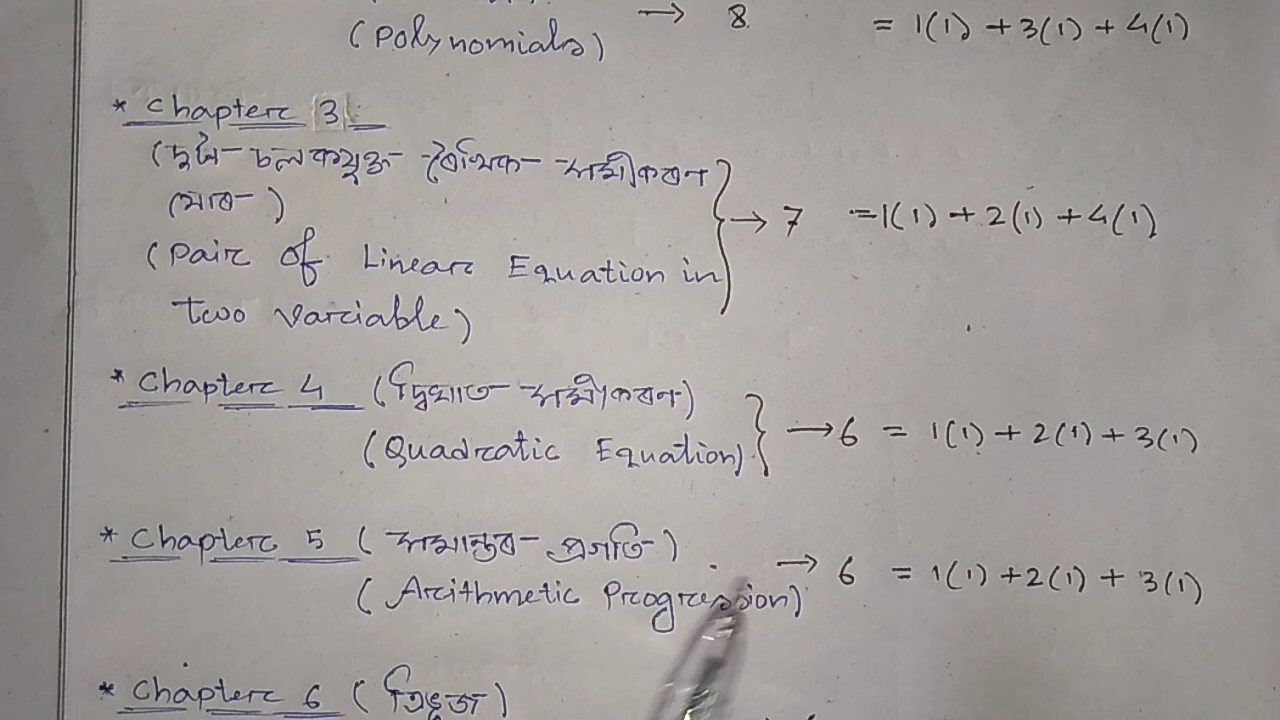 (Polynomials) → 8 = 1(1) + 3(1) + 4(1)
* Chapter 3
(দুটা চলকযুক্ত ৰৈখিক সমীকৰণ
যোৰ)
(Pair of Linear Equation in
two variable) → 7 = 1(1) + 2(1) + 4(1)
* Chapter 4 (দ্বিঘাত সমীকৰণ)
(Quadratic Equation) → 6 = 1(1) + 2(1) + 3(1)
* Chapter 5 (সমান্তৰ প্ৰগতি)
(Arithmetic Progression) → 6 = 1(1) + 2(1) + 3(1)
* Chapter 6 (ত্ৰিভূজ)